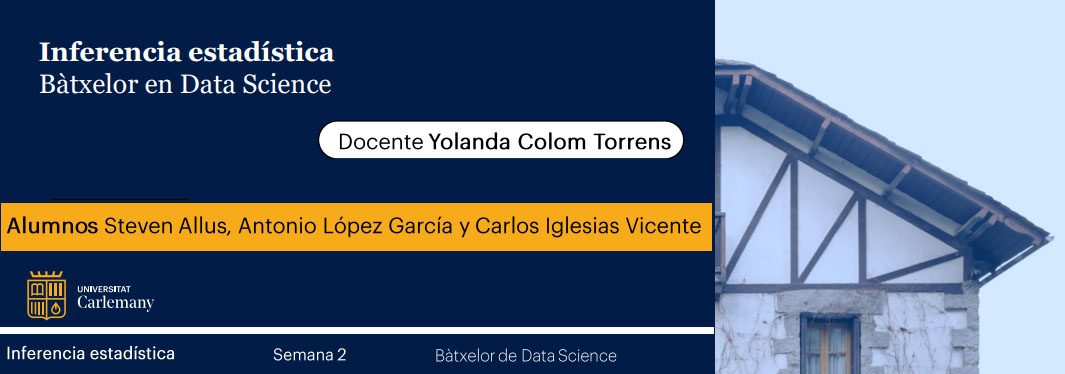 Inferencia estadística
Bàtxelor en Data Science
Docente Yolanda Colom Torrens
Alumnos Steven Allus, Antonio López García y Carlos Iglesias Vicente
UNIVERSITAT
Carlemany
Inferencia estadística Semana 2 Bàtxelor de Data Science